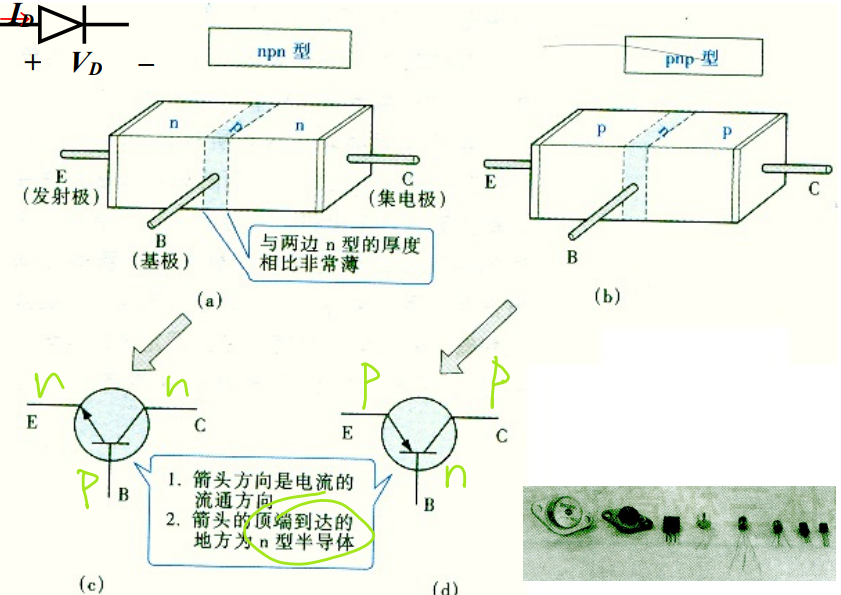 I_D
+ V_D −
npn 型
pnp 型
n p n
p n p
E
(发射极)
C
(集电极)
B
(基极)
与两边 n 型的厚度
相比非常薄
(a)
E
C
B
(b)
n n
E C
p
B
p p
E C
n
B
1. 箭头方向是电流的
流通方向
2. 箭头的顶端到达的
地方为 n 型半导体
(c)
(d)